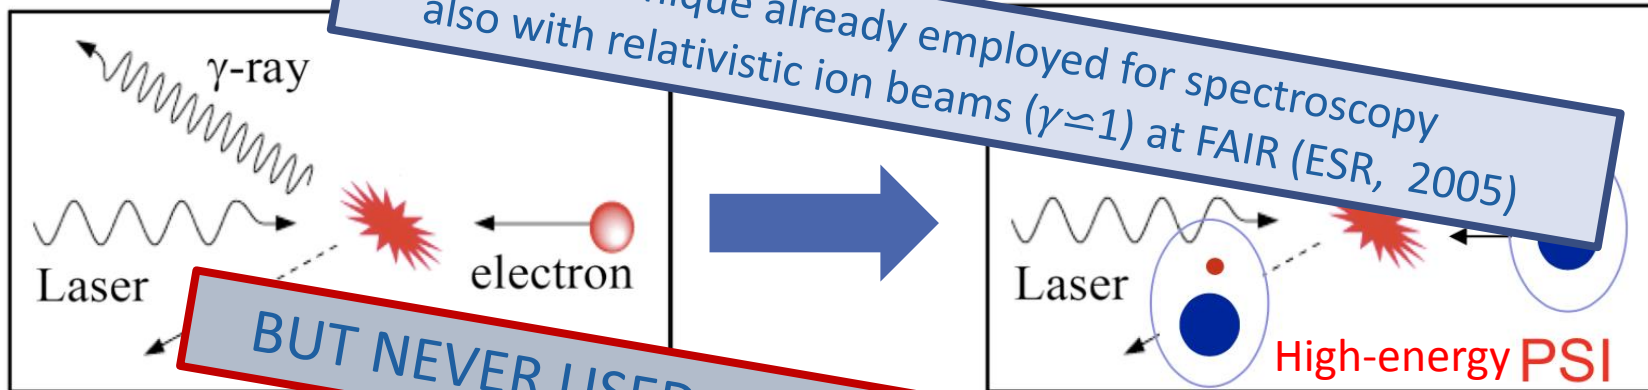 already employed for spectroscopy
also with relativistic ion beams (γ≃1) at FAIR (ESR, 2005)
γ-ray
Laser
electron
BUT NEVER USED
Laser
High-energy PSI